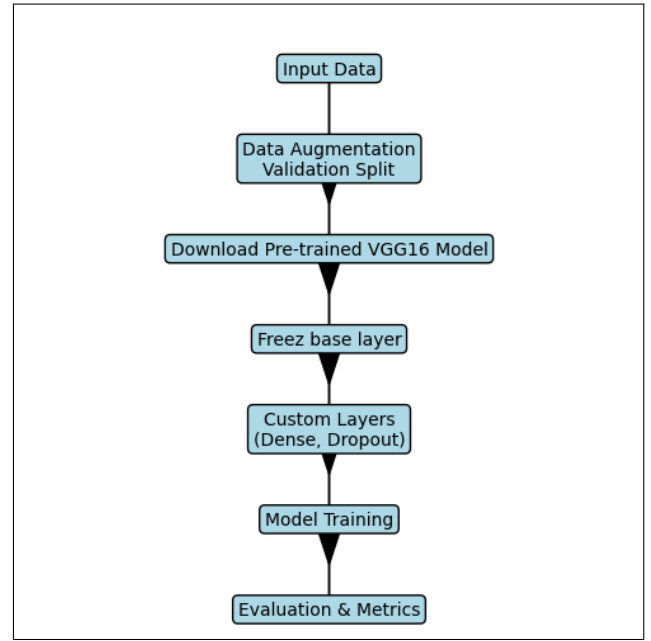 Input Data
Data Augmentation
Validation Split
Download Pre-trained VGG16 Model
Freez base layer
Custom Layers
(Dense, Dropout)
Model Training
Evaluation & Metrics